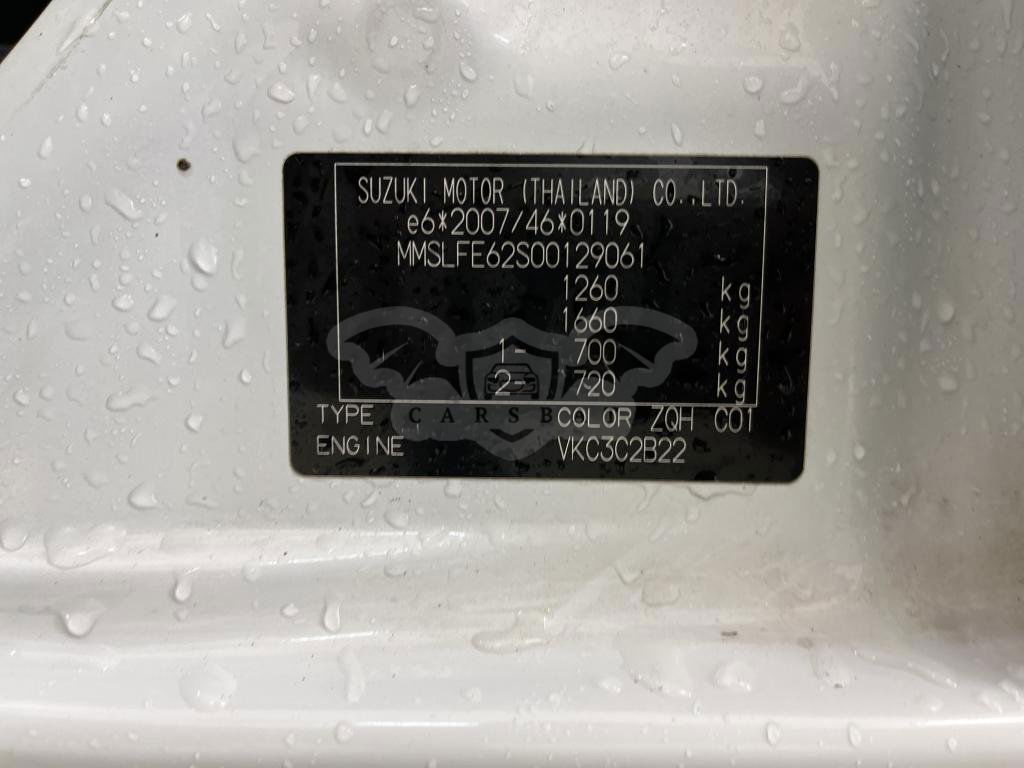 SUZUKI MOTOR (THAILAND) CO.,LTD.
e6*2007/46*0119
MMSLFE62S00129061
1260 kg
1660 kg
1- 700 kg
2- 720 kg
TYPE COLOR ZQH C01
ENGINE VKC3C2B22